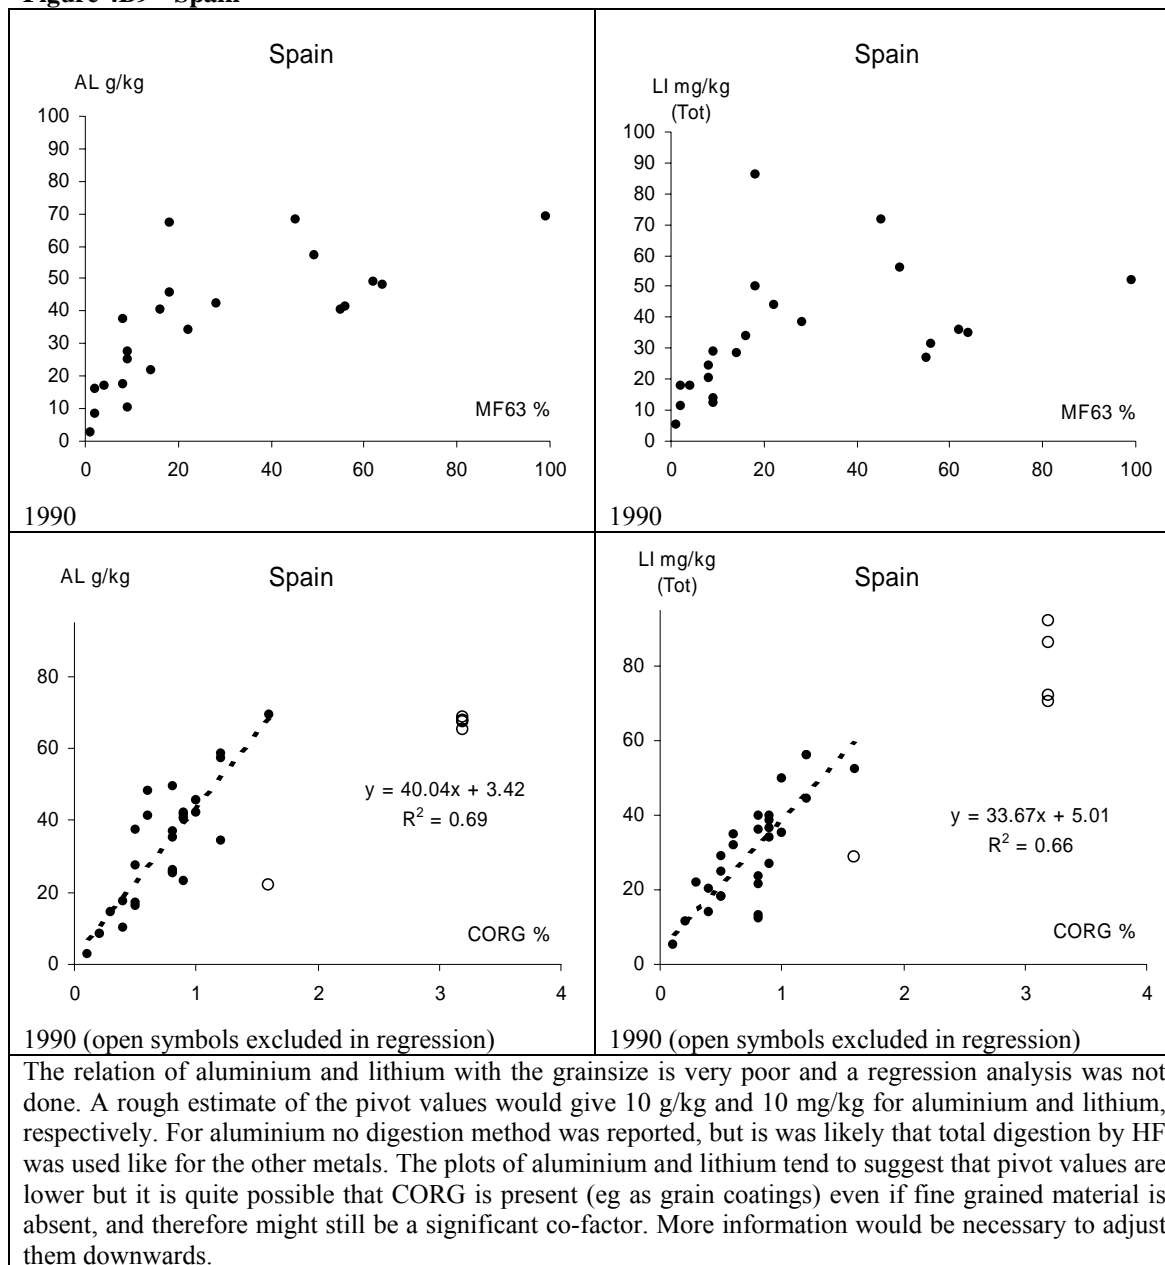 Spain
AL g/kg
100
90
80
70
60
50
40
30
20
10
0
MF63 %
0 20 40 60 80 100
1990
Spain
LI mg/kg
(Tot)
100
90
80
70
60
50
40
30
20
10
0
MF63 %
0 20 40 60 80 100
1990
AL g/kg
Spain
80
60
40
20
0
y = 40.04x + 3.42
R² = 0.69
CORG %
0 1 2 3 4
1990 (open symbols excluded in regression)
LI mg/kg
(Tot)
Spain
80
60
40
20
0
y = 33.67x + 5.01
R² = 0.66
CORG %
0 1 2 3 4
1990 (open symbols excluded in regression)
The relation of aluminium and lithium with the grainsize is very poor and a regression analysis was not
done. A rough estimate of the pivot values would give 10 g/kg and 10 mg/kg for aluminium and lithium,
respectively. For aluminium no digestion method was reported, but is was likely that total digestion by HF
was used like for the other metals. The plots of aluminium and lithium tend to suggest that pivot values are
lower but it is quite possible that CORG is present (eg as grain coatings) even if fine grained material is
absent, and therefore might still be a significant co-factor. More information would be necessary to adjust
them downwards.